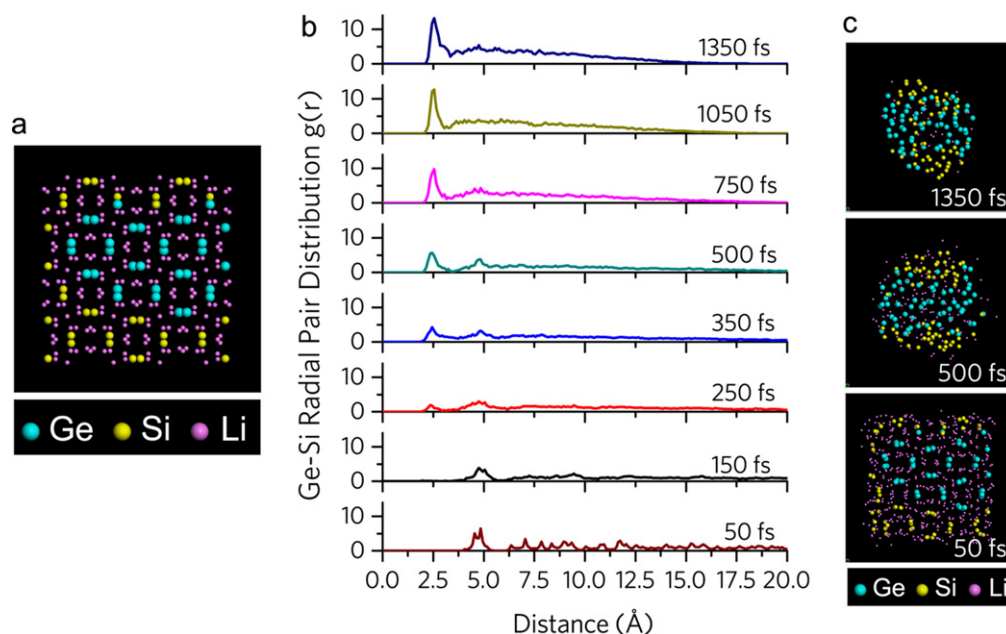 a
Ge Si Li
b
Ge-Si Radial Pair Distribution g(r)
10
0
1350 fs
10
0
1050 fs
10
0
750 fs
10
0
500 fs
10
0
350 fs
10
0
250 fs
10
0
150 fs
10
0
50 fs
0.0 2.5 5.0 7.5 10.0 12.5 15.0 17.5 20.0
Distance (Å)
c
1350 fs
500 fs
50 fs
Ge Si Li